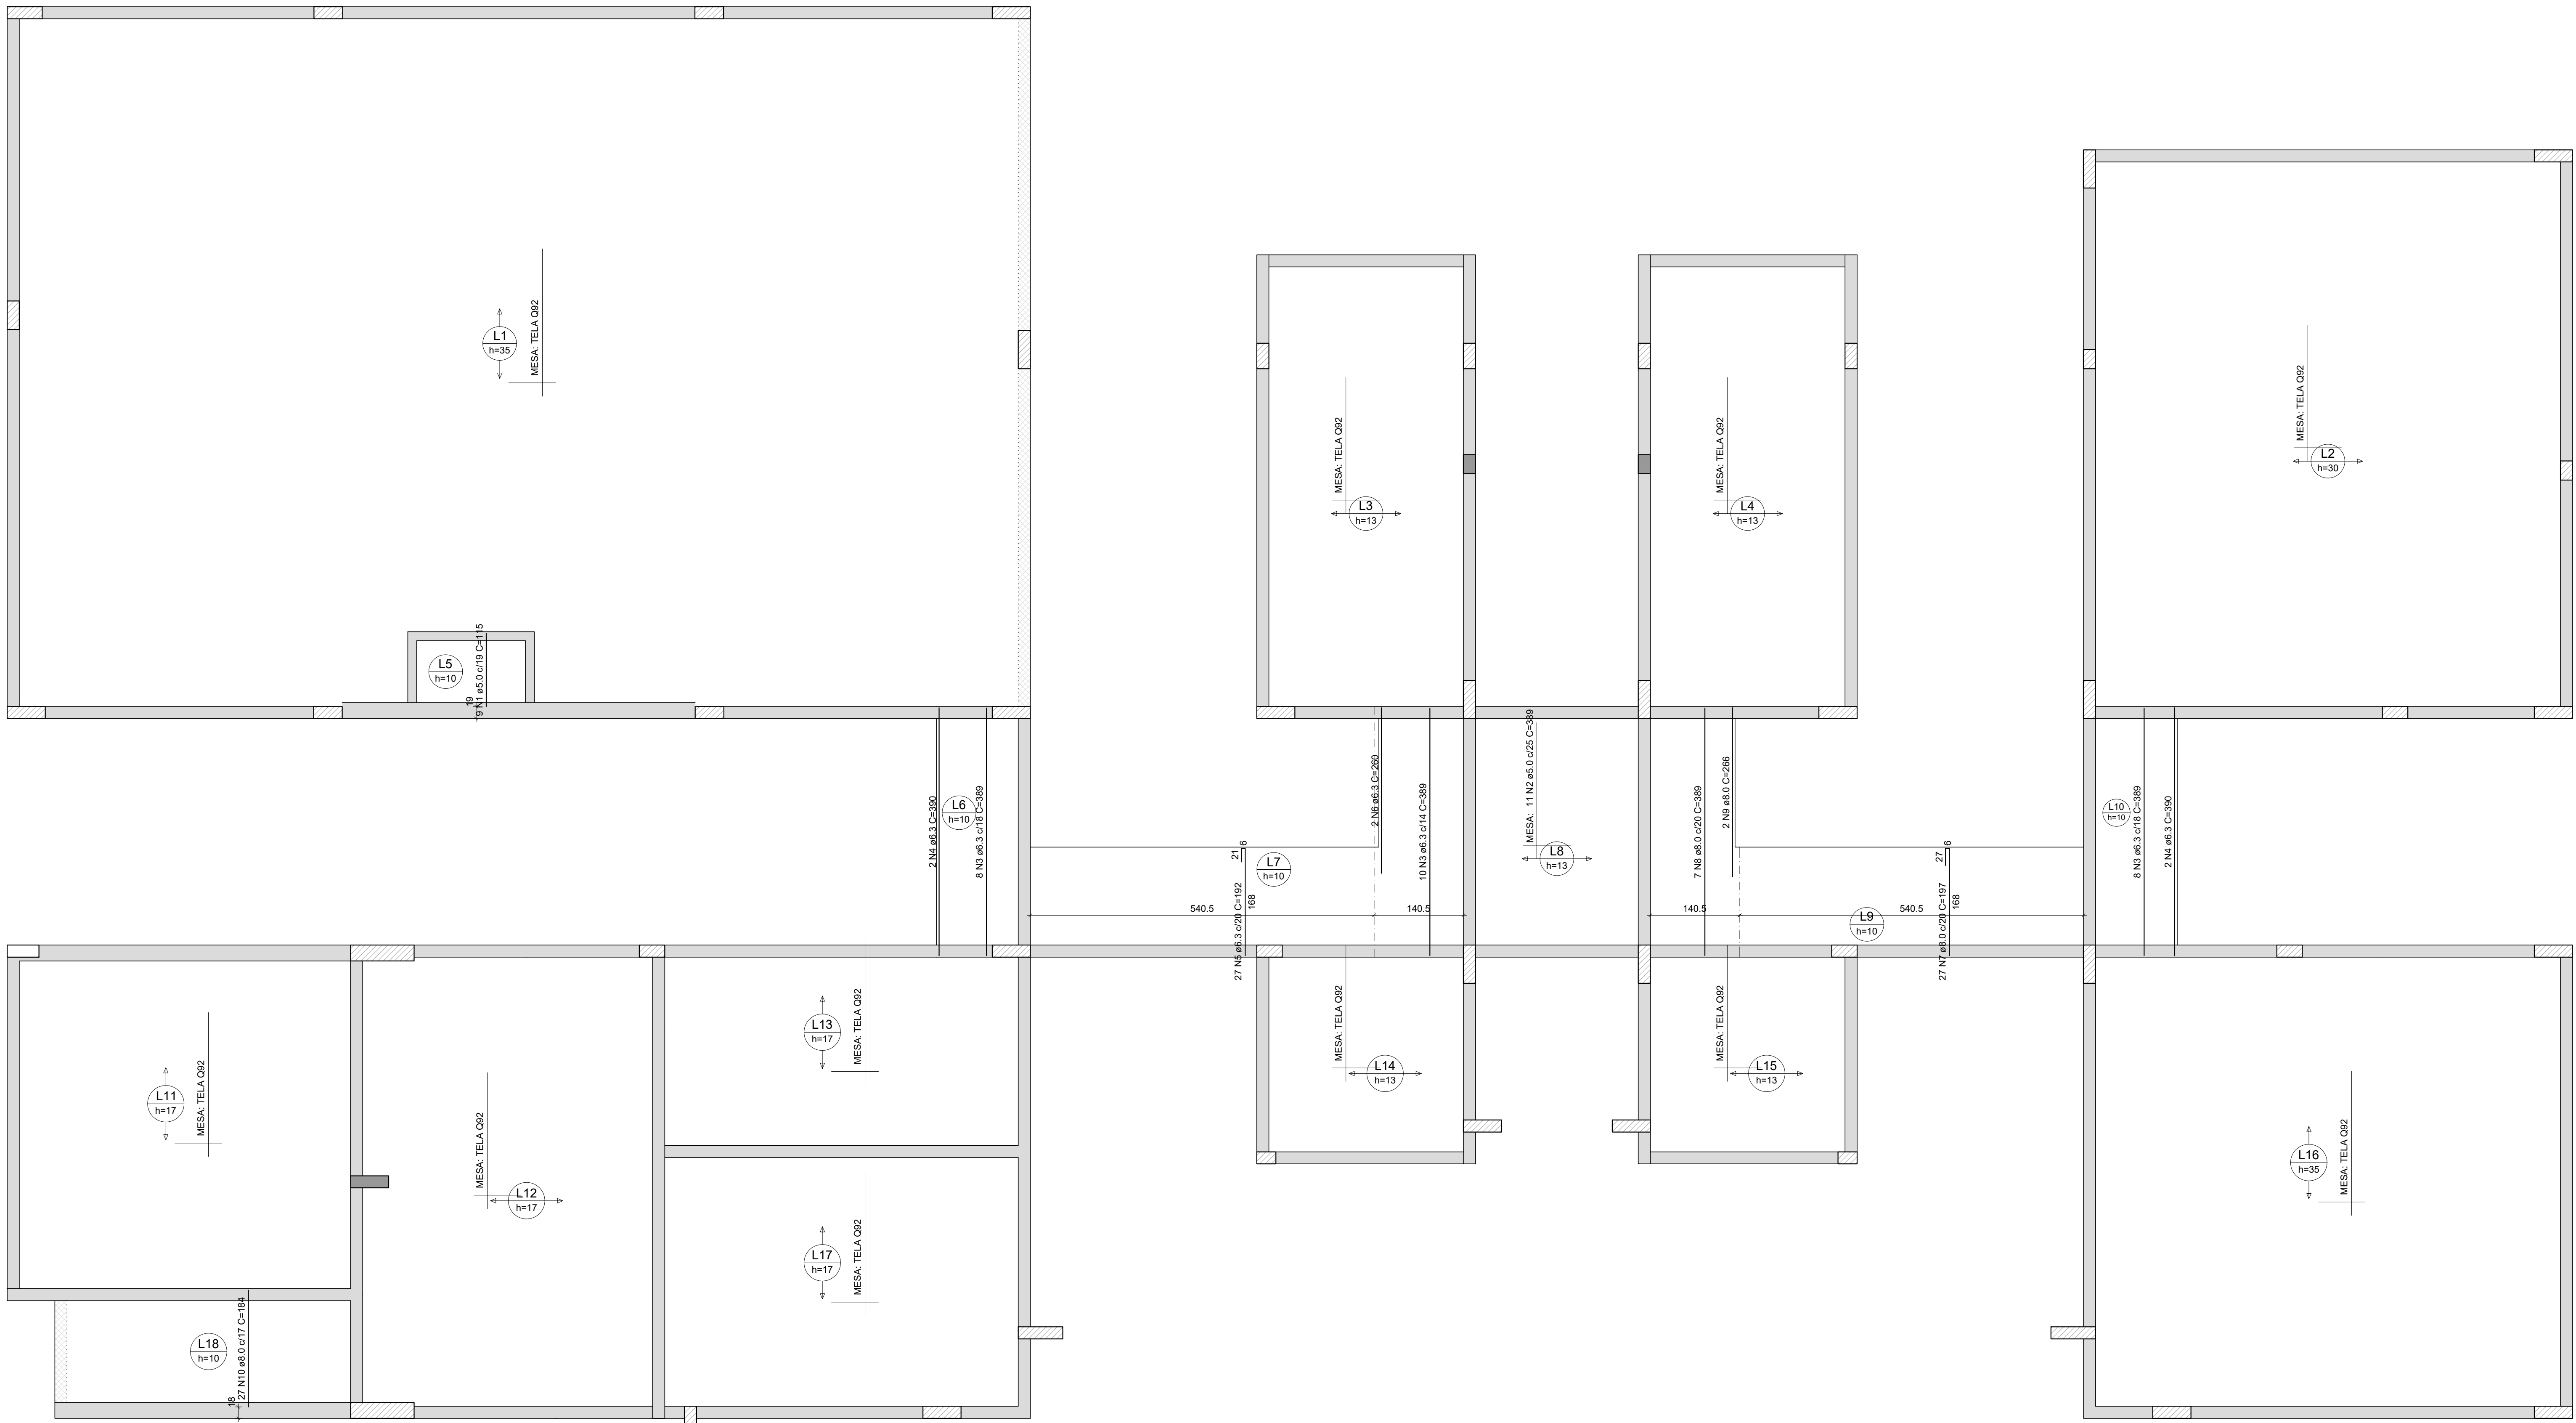 L1
h=35
MESA: TELA Q92
L2
h=30
MESA: TELA Q92
L3
h=13
MESA: TELA Q92
L4
h=13
MESA: TELA Q92
L5
h=10
19
9 N1 ø5.0 c/19 C=115
2 N4 ø6.3 C=390
L6
h=10
8 N3 ø6.3 c/18 C=389
27 N5 ø6.3 c/20 C=192
21
6
168
L7
h=10
540.5
140.5
2 N6 ø6.3 C=260
10 N3 ø6.3 c/14 C=389
MESA: 11 N2 ø5.0 c/25 C=389
L8
h=13
7 N8 ø8.0 c/20 C=389
2 N9 ø8.0 C=266
140.5
540.5
L9
h=10
27 N7 ø8.0 c/20 C=197
27
6
168
L10
h=10
8 N3 ø6.3 c/18 C=389
2 N4 ø6.3 C=390
L11
h=17
MESA: TELA Q92
MESA: TELA Q92
L12
h=17
L13
h=17
MESA: TELA Q92
MESA: TELA Q92
L14
h=13
MESA: TELA Q92
L15
h=13
L16
h=35
MESA: TELA Q92
L17
h=17
MESA: TELA Q92
L18
h=10
18
27 N10 ø8.0 c/17 C=184